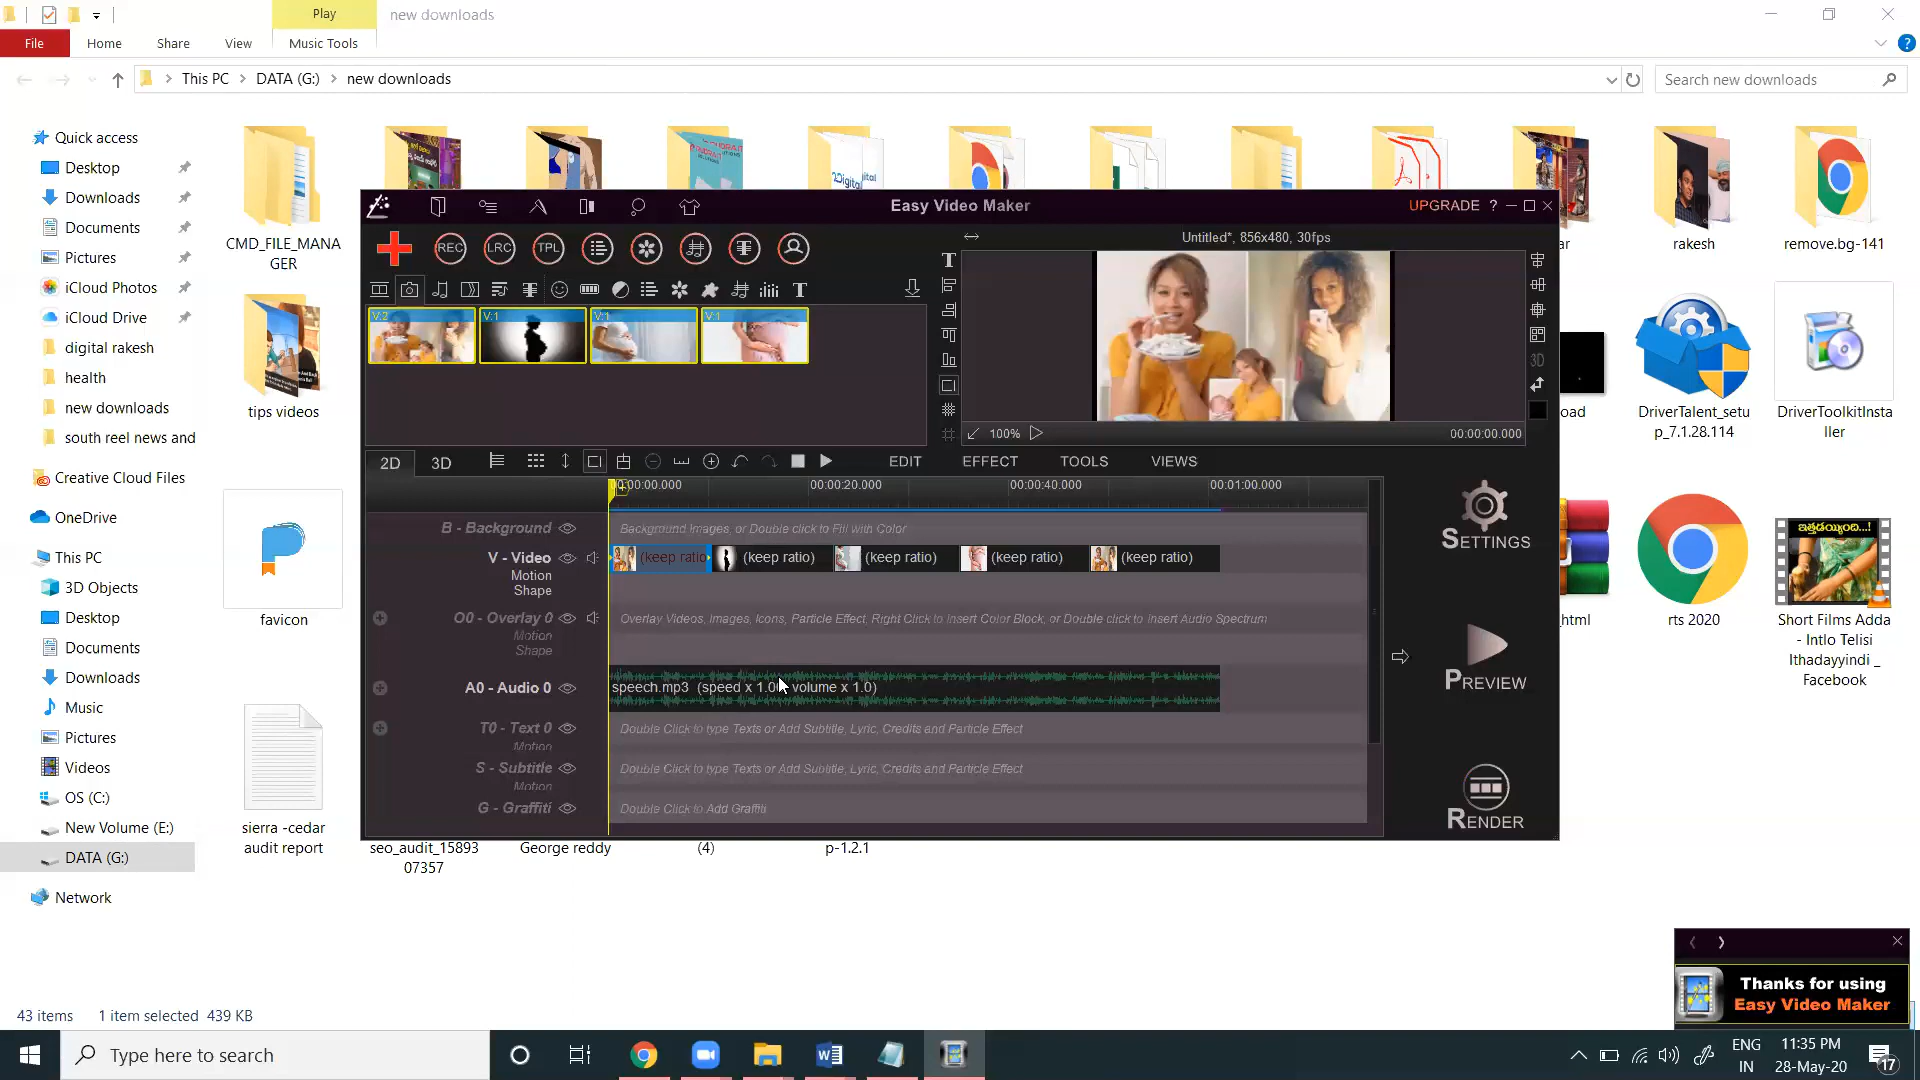 Play
new downloads
File
Home
Share
View
Music Tools
This PC
DATA (G:)
new downloads
Search new downloads
Quick access
Desktop
Downloads
Documents
Pictures
iCloud Photos
iCloud Drive
digital rakesh
health
new downloads
south reel news and
Creative Cloud Files
OneDrive
This PC
3D Objects
Desktop
Documents
Downloads
Music
Pictures
Videos
OS (C:)
New Volume (E:)
DATA (G:)
Network
CMD_FILE_MANA
GER
tips videos
favicon
sierra -cedar
audit report
seo_audit_15893
07357
George reddy
(4)
p-1.2.1
ar
rakesh
remove.bg-141
oad
DriverTalent_setu
p_7.1.28.114
DriverToolkitInsta
ller
_html
rts 2020
ఇత్తడయ్యింది...!
Short Films Adda
- Intlo Telisi
Ithadayyindi _
Facebook
Easy Video Maker
UPGRADE ?
REC
LRC
TPL
Untitled*, 856x480, 30fps
V:2
V:1
V:1
V:1
3D
100%
00:00:00.000
2D
3D
EDIT
EFFECT
TOOLS
VIEWS
00:00:00.000
00:00:20.000
00:00:40.000
00:01:00.000
B - Background
Background Images, or Double click to Fill with Color
V - Video
(keep ratio
(keep ratio)
(keep ratio)
(keep ratio)
(keep ratio)
Motion
Shape
O0 - Overlay 0
Overlay Videos, Images, Icons, Particle Effect, Right Click to Insert Color Block, or Double click to Insert Audio Spectrum
Motion
Shape
A0 - Audio 0
speech.mp3 (speed x 1.0 volume x 1.0)
T0 - Text 0
Double Click to type Texts or Add Subtitle, Lyric, Credits and Particle Effect
Motion
S - Subtitle
Double Click to type Texts or Add Subtitle, Lyric, Credits and Particle Effect
Motion
G - Graffiti
Double Click to Add Graffiti
SETTINGS
PREVIEW
RENDER
Thanks for using
Easy Video Maker
43 items
1 item selected 439 KB
Type here to search
ENG
IN
11:35 PM
28-May-20
17